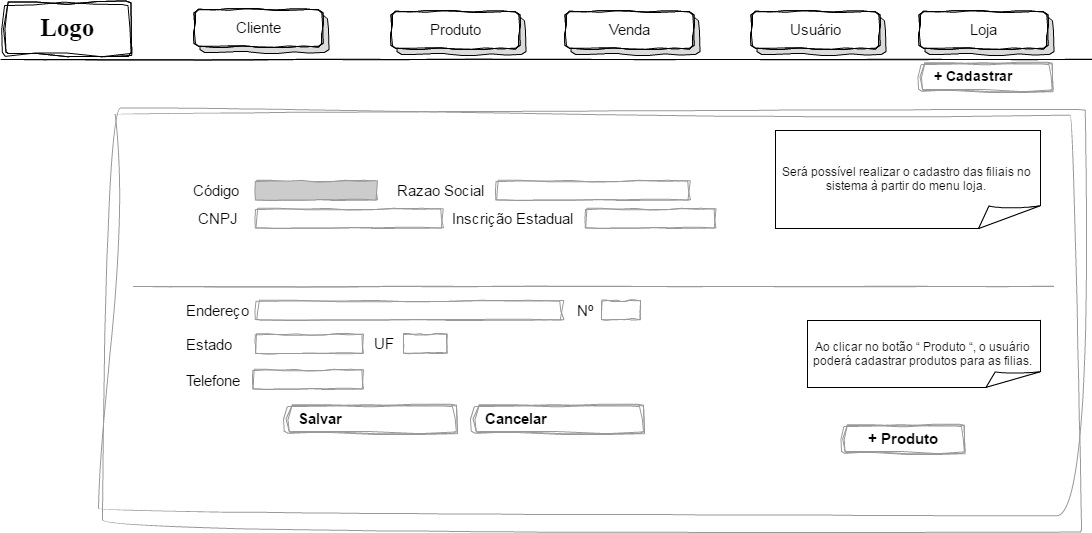 Logo
Cliente
Produto
Venda
Usuário
Loja
+ Cadastrar
Será possível realizar o cadastro das filiais no
sistema à partir do menu loja.
Código
Razao Social
CNPJ
Inscrição Estadual
Endereço
Nº
Estado
UF
Telefone
Ao clicar no botão “ Produto “, o usuário
poderá cadastrar produtos para as filias.
Salvar
Cancelar
+ Produto